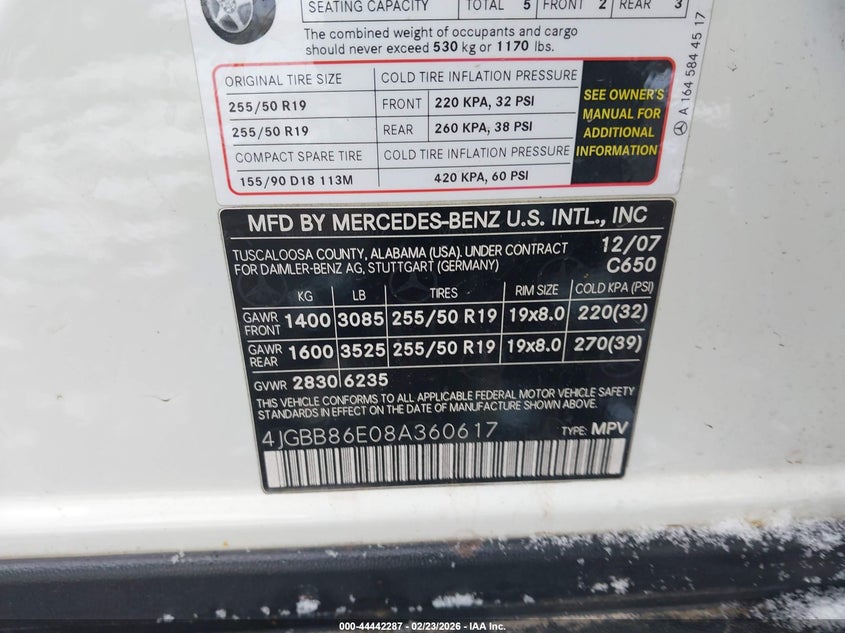 SEATING CAPACITY TOTAL 5 FRONT 2 REAR 3
The combined weight of occupants and cargo
should never exceed 530 kg or 1170 lbs.
ORIGINAL TIRE SIZE COLD TIRE INFLATION PRESSURE
255/50 R19 FRONT 220 KPA, 32 PSI
255/50 R19 REAR 260 KPA, 38 PSI
COMPACT SPARE TIRE COLD TIRE INFLATION PRESSURE
155/90 D18 113M 420 KPA, 60 PSI
SEE OWNER'S
MANUAL FOR
ADDITIONAL
INFORMATION
A 164 584 45 17
MFD BY MERCEDES-BENZ U.S. INTL., INC
TUSCALOOSA COUNTY, ALABAMA (USA). UNDER CONTRACT 12/07
FOR DAIMLER-BENZ AG, STUTTGART (GERMANY) C650
KG LB TIRES RIM SIZE COLD KPA (PSI)
GAWR FRONT 1400 3085 255/50 R19 19x8.0 220(32)
GAWR REAR 1600 3525 255/50 R19 19x8.0 270(39)
GVWR 2830 6235
THIS VEHICLE CONFORMS TO ALL APPLICABLE FEDERAL MOTOR VEHICLE SAFETY
STANDARDS IN EFFECT ON THE DATE OF MANUFACTURE SHOWN ABOVE.
4JGBB86E08A360617 TYPE: MPV
000-44442287 - 02/23/2026 - IAA Inc.